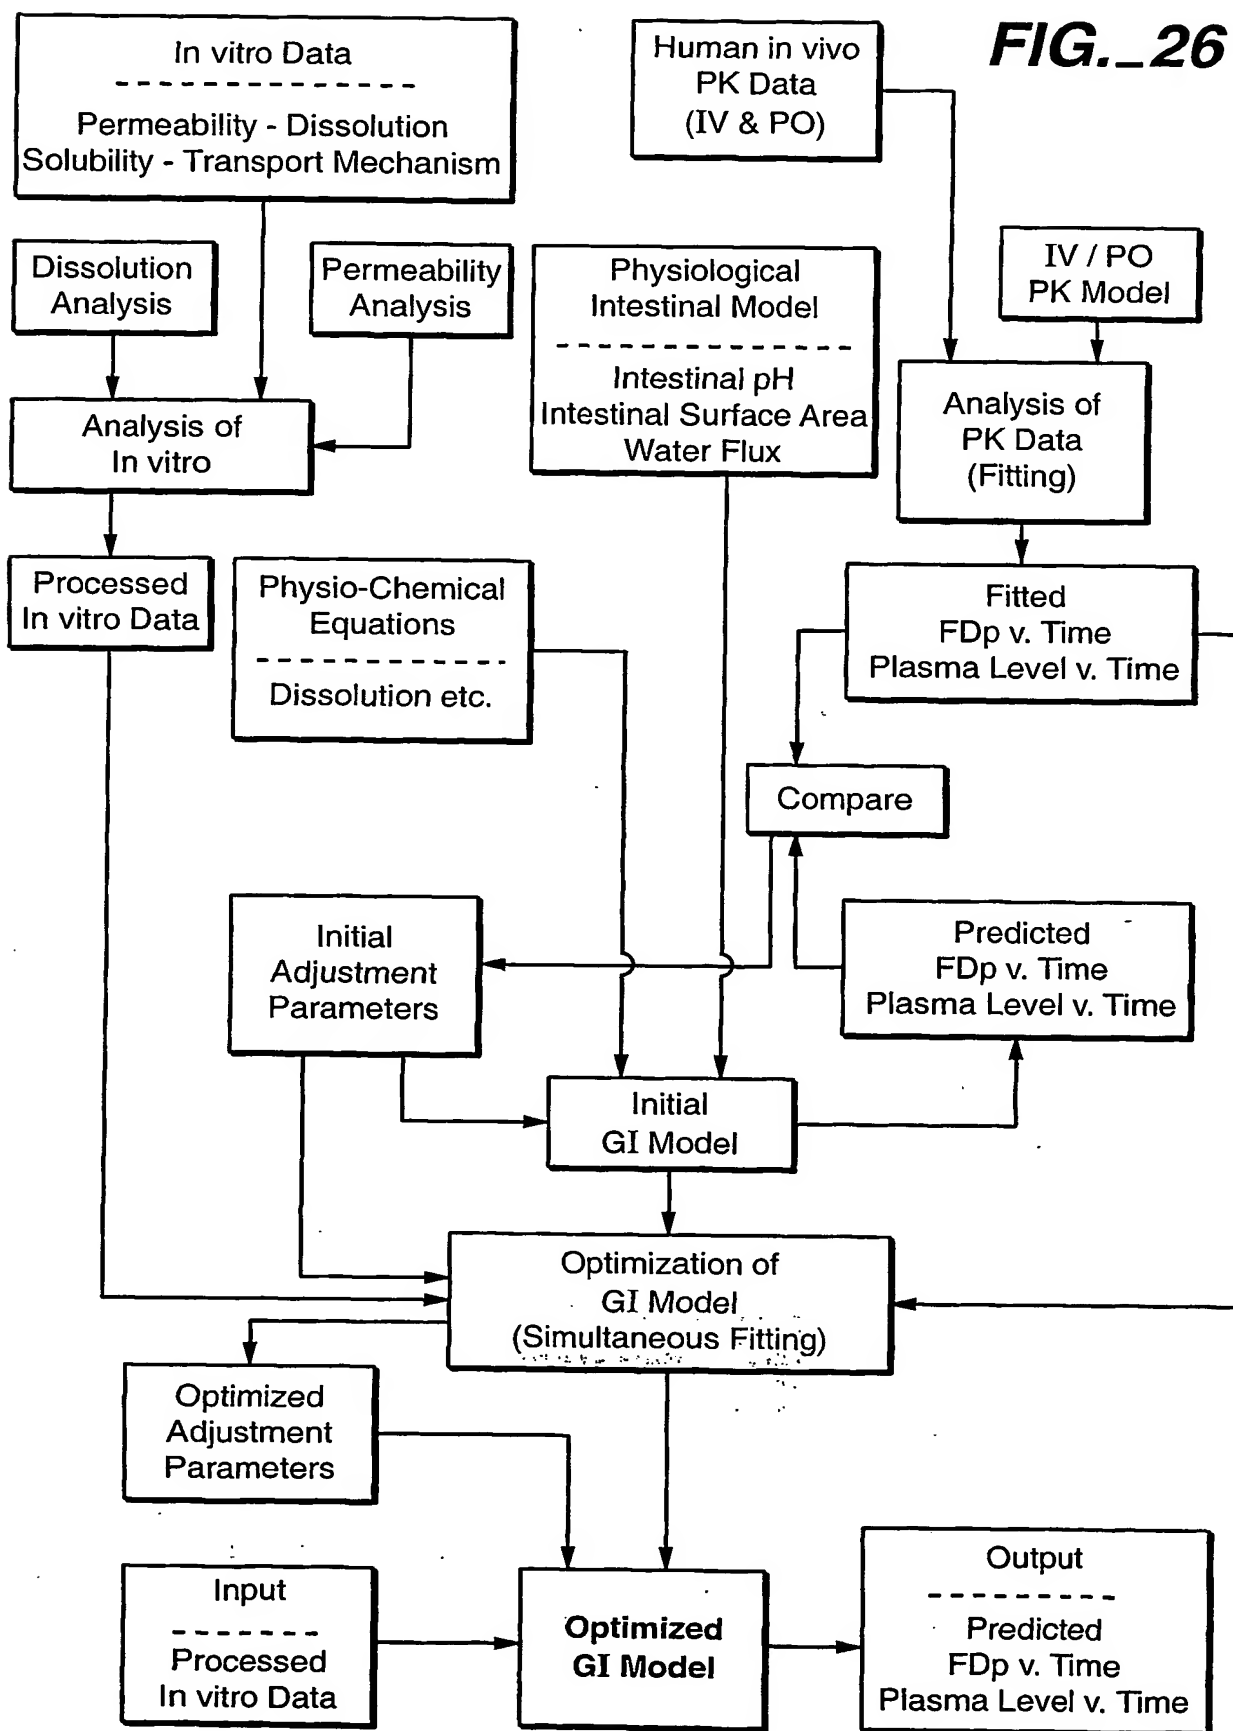 FIG._26
In vitro Data
Permeability - Dissolution
Solubility - Transport Mechanism
Human in vivo
PK Data
(IV & PO)
Dissolution
Analysis
Permeability
Analysis
Physiological
Intestinal Model
Intestinal pH
Intestinal Surface Area
Water Flux
IV / PO
PK Model
Analysis of
In vitro
Analysis of
PK Data
(Fitting)
Processed
In vitro Data
Physio-Chemical
Equations
Dissolution etc.
Fitted
FDp v. Time
Plasma Level v. Time
Compare
Initial
Adjustment
Parameters
Predicted
FDp v. Time
Plasma Level v. Time
Initial
GI Model
Optimization of
GI Model
(Simultaneous Fitting)
Optimized
Adjustment
Parameters
Input
Processed
In vitro Data
Optimized
GI Model
Output
Predicted
FDp v. Time
Plasma Level v. Time